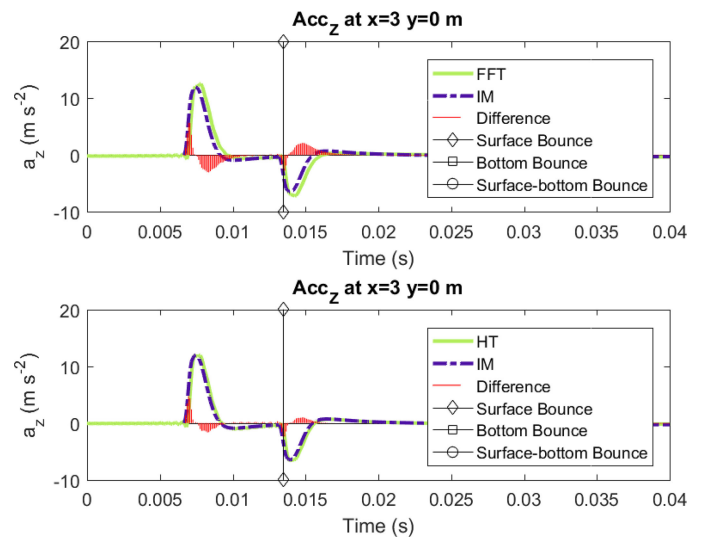 Acc_Z at x=3 y=0 m
20
10
0
-10
a_z (m s^-2)
FFT
IM
Difference
Surface Bounce
Bottom Bounce
Surface-bottom Bounce
0 0.005 0.01 0.015 0.02 0.025 0.03 0.035 0.04
Time (s)
Acc_Z at x=3 y=0 m
20
10
0
-10
a_z (m s^-2)
HT
IM
Difference
Surface Bounce
Bottom Bounce
Surface-bottom Bounce
0 0.005 0.01 0.015 0.02 0.025 0.03 0.035 0.04
Time (s)